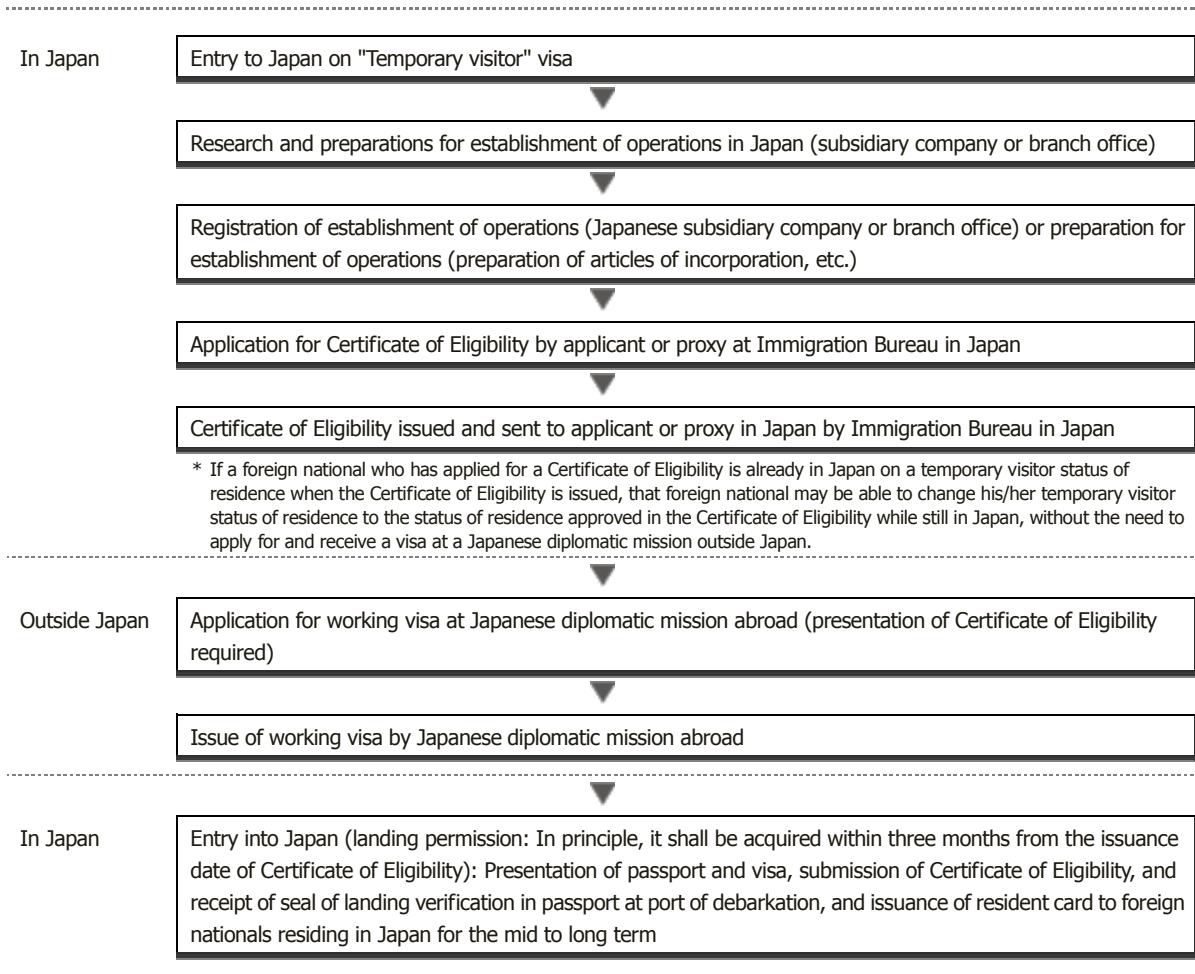 In Japan
Entry to Japan on "Temporary visitor" visa
Research and preparations for establishment of operations in Japan (subsidiary company or branch office)
Registration of establishment of operations (Japanese subsidiary company or branch office) or preparation for
establishment of operations (preparation of articles of incorporation, etc.)
Application for Certificate of Eligibility by applicant or proxy at Immigration Bureau in Japan
Certificate of Eligibility issued and sent to applicant or proxy in Japan by Immigration Bureau in Japan
* If a foreign national who has applied for a Certificate of Eligibility is already in Japan on a temporary visitor status of
residence when the Certificate of Eligibility is issued, that foreign national may be able to change his/her temporary visitor
status of residence to the status of residence approved in the Certificate of Eligibility while still in Japan, without the need to
apply for and receive a visa at a Japanese diplomatic mission outside Japan.
Outside Japan
Application for working visa at Japanese diplomatic mission abroad (presentation of Certificate of Eligibility
required)
Issue of working visa by Japanese diplomatic mission abroad
In Japan
Entry into Japan (landing permission: In principle, it shall be acquired within three months from the issuance
date of Certificate of Eligibility): Presentation of passport and visa, submission of Certificate of Eligibility, and
receipt of seal of landing verification in passport at port of debarkation, and issuance of resident card to foreign
nationals residing in Japan for the mid to long term